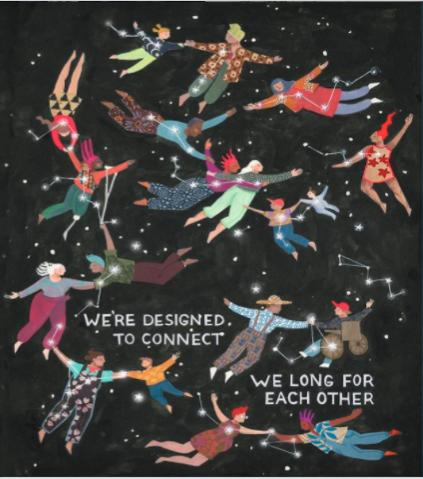 WE'RE DESIGNED
TO CONNECT
WE LONG FOR
EACH OTHER